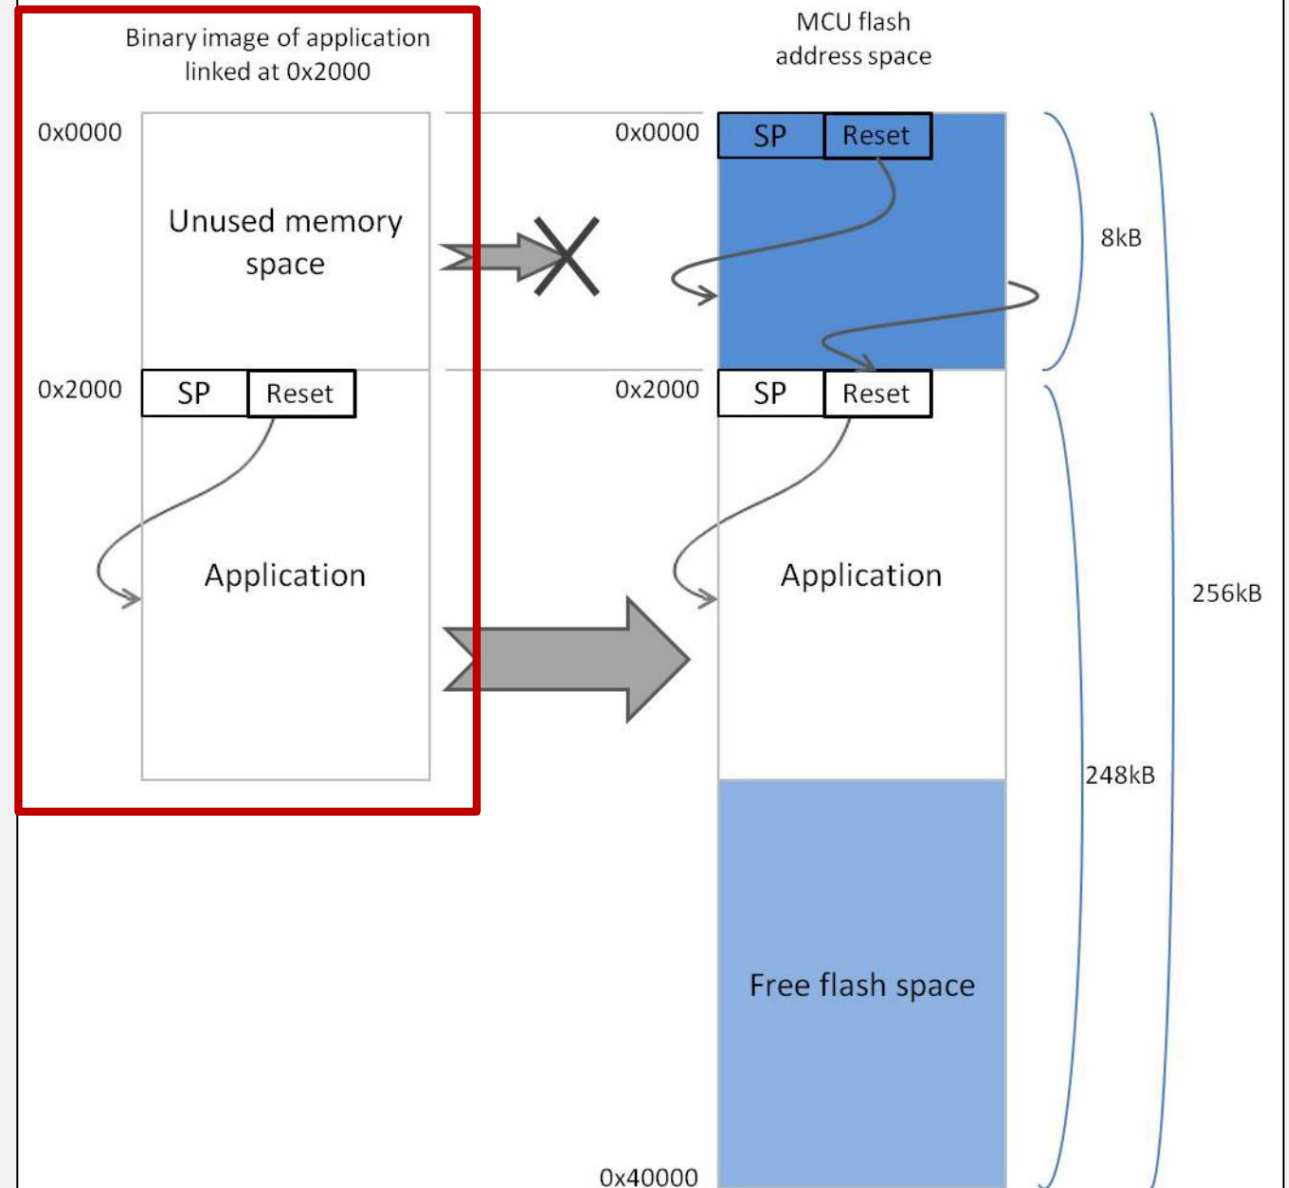 Binary image of application
linked at 0x2000
MCU flash
address space
0x0000
0x0000
SP
Reset
Unused memory
space
8kB
0x2000
SP
Reset
0x2000
SP
Reset
Application
Application
256kB
248kB
Free flash space
0x40000